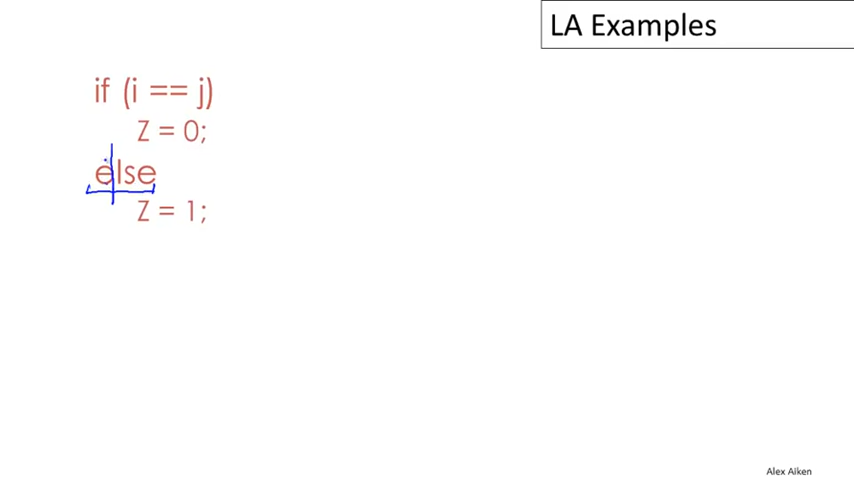 LA Examples
if (i == j)
Z = 0;
else
Z = 1;
Alex Aiken